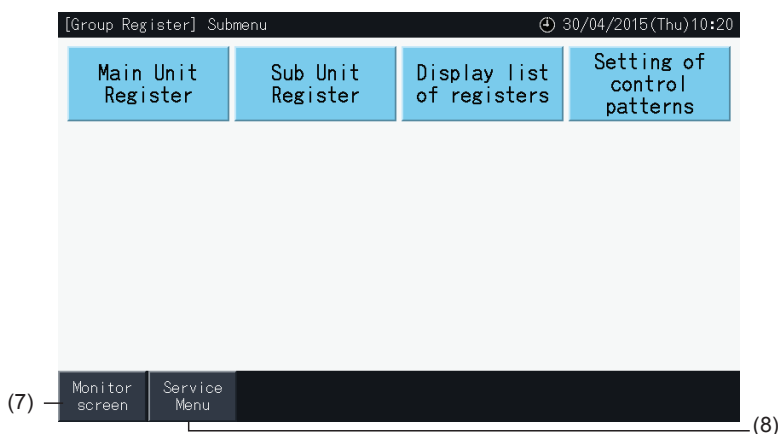 [Group Register] Submenu 30/04/2015(Thu)10:20
Main Unit
Register
Sub Unit
Register
Display list
of registers
Setting of
control
patterns
Monitor
screen
Service
Menu
(7)
(8)